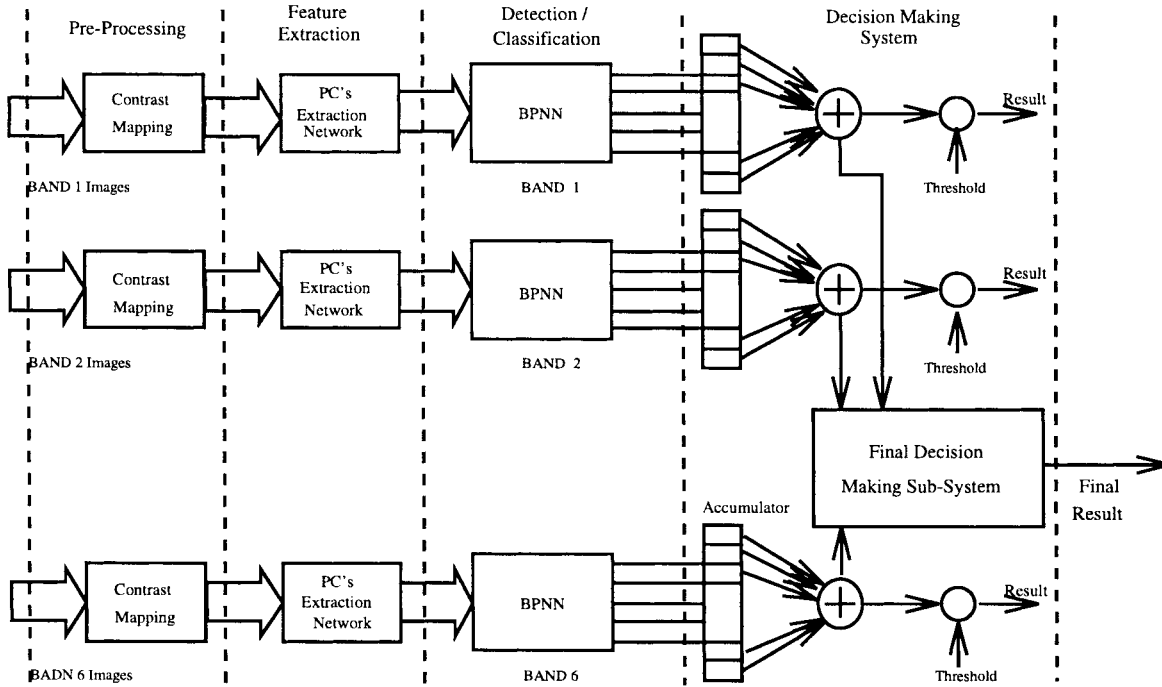 Pre-Processing
Feature
Extraction
Detection /
Classification
Decision Making
System
Contrast
Mapping
PC's
Extraction
Network
BPNN
+
Result
Threshold
BAND 1 Images
BAND 1
Contrast
Mapping
PC's
Extraction
Network
BPNN
+
Result
Threshold
BAND 2 Images
BAND 2
Final Decision
Making Sub-System
Final
Result
Accumulator
Contrast
Mapping
PC's
Extraction
Network
BPNN
+
Result
Threshold
BADN 6 Images
BAND 6